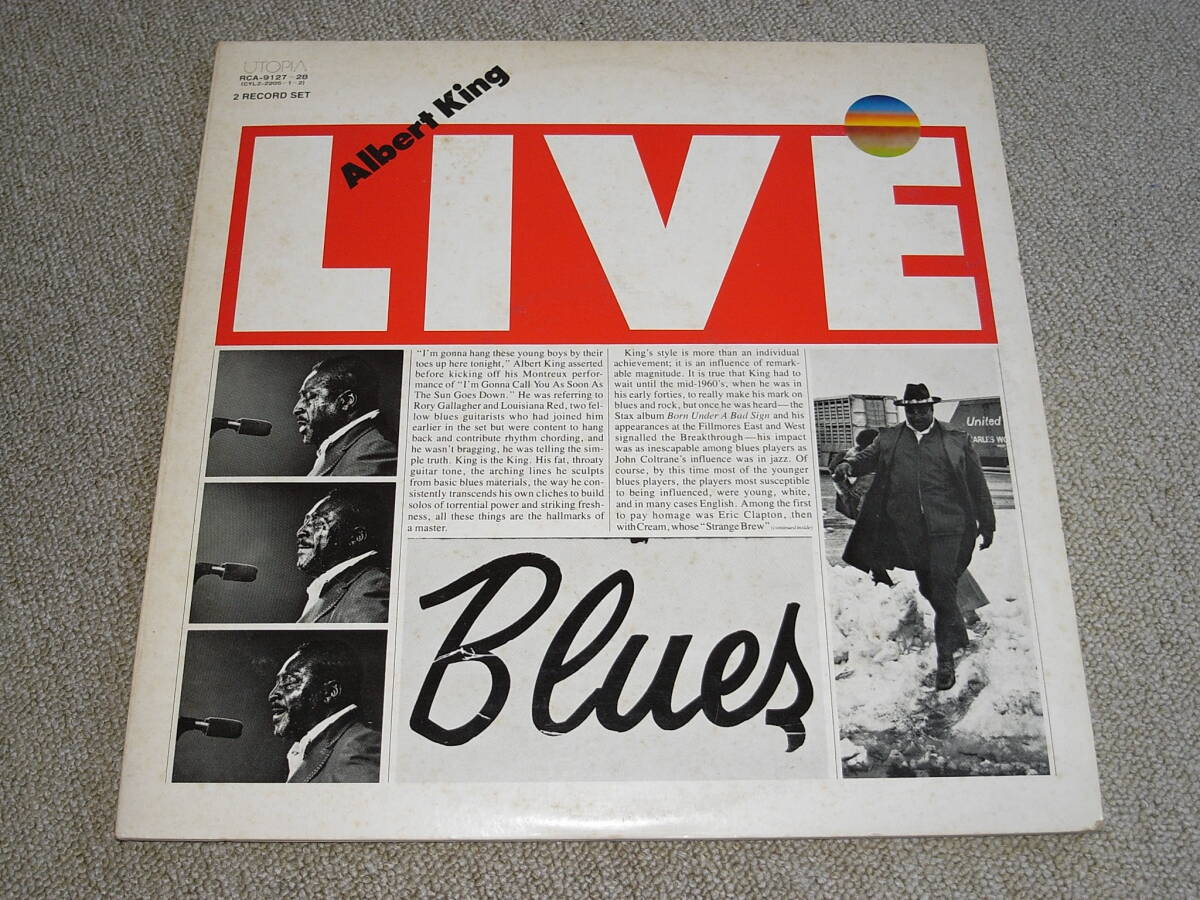 UTOPIA
RCA-9127~28
(CYL2-2205-1~2)
2 RECORD SET
Albert King
LIVE
"I'm gonna hang these young boys by their
toes up here tonight," Albert King asserted
before kicking off his Montreux perfor-
mance of "I'm Gonna Call You As Soon As
The Sun Goes Down." He was referring to
Rory Gallagher and Louisiana Red, two fel-
low blues guitarists who had joined him
earlier in the set but were content to hang
back and contribute rhythm chording, and
he wasn't bragging, he was telling the sim-
ple truth. King is the King. His fat, throaty
guitar tone, the arching lines he sculpts
from basic blues materials, the way he con-
sistently transcends his own cliches to build
solos of torrential power and striking fresh-
ness, all these things are the hallmarks of
a master.
King's style is more than an individual
achievement; it is an influence of remark-
able magnitude. It is true that King had to
wait until the mid-1960's, when he was in
his early forties, to really make his mark on
blues and rock, but once he was heard—the
Stax album Born Under A Bad Sign and his
appearances at the Fillmores East and West
signalled the Breakthrough—his impact
was as inescapable among blues players as
John Coltrane's influence was in jazz. Of
course, by this time most of the younger
blues players, the players most susceptible
to being influenced, were young, white,
and in many cases English. Among the first
to pay homage was Eric Clapton, then
with Cream, whose "Strange Brew" (continued inside)
United
ARLES WO
Blues